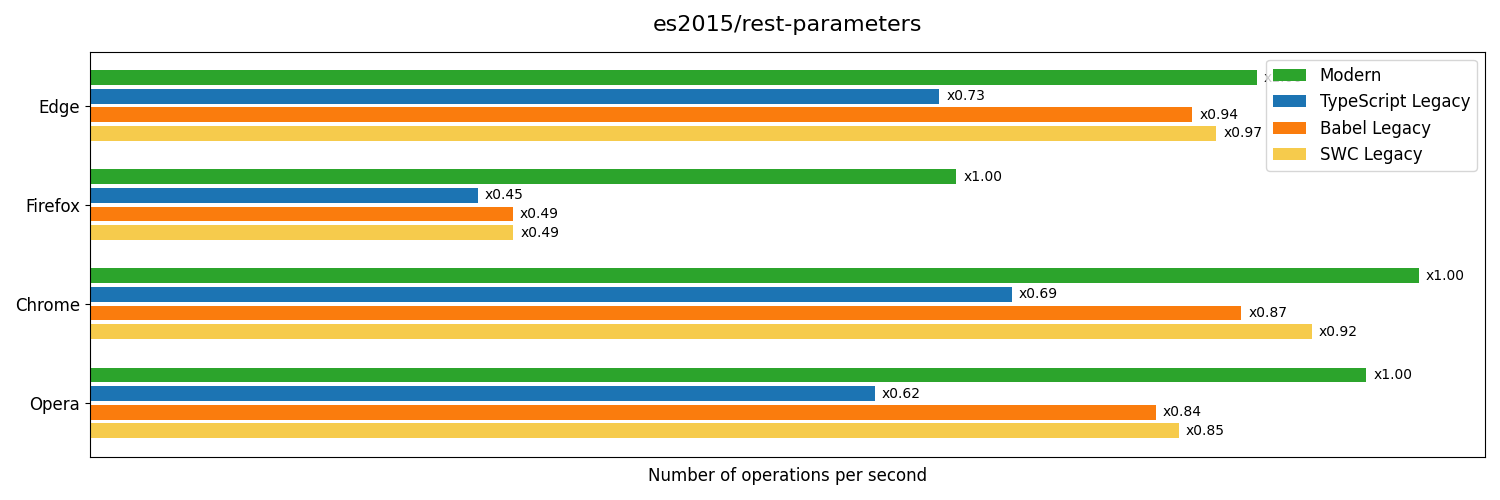 es2015/rest-parameters
Edge
x0.73
x0.94
x0.97
Modern
TypeScript Legacy
Babel Legacy
SWC Legacy
Firefox
x1.00
x0.45
x0.49
x0.49
Chrome
x1.00
x0.69
x0.87
x0.92
Opera
x1.00
x0.62
x0.84
x0.85
Number of operations per second